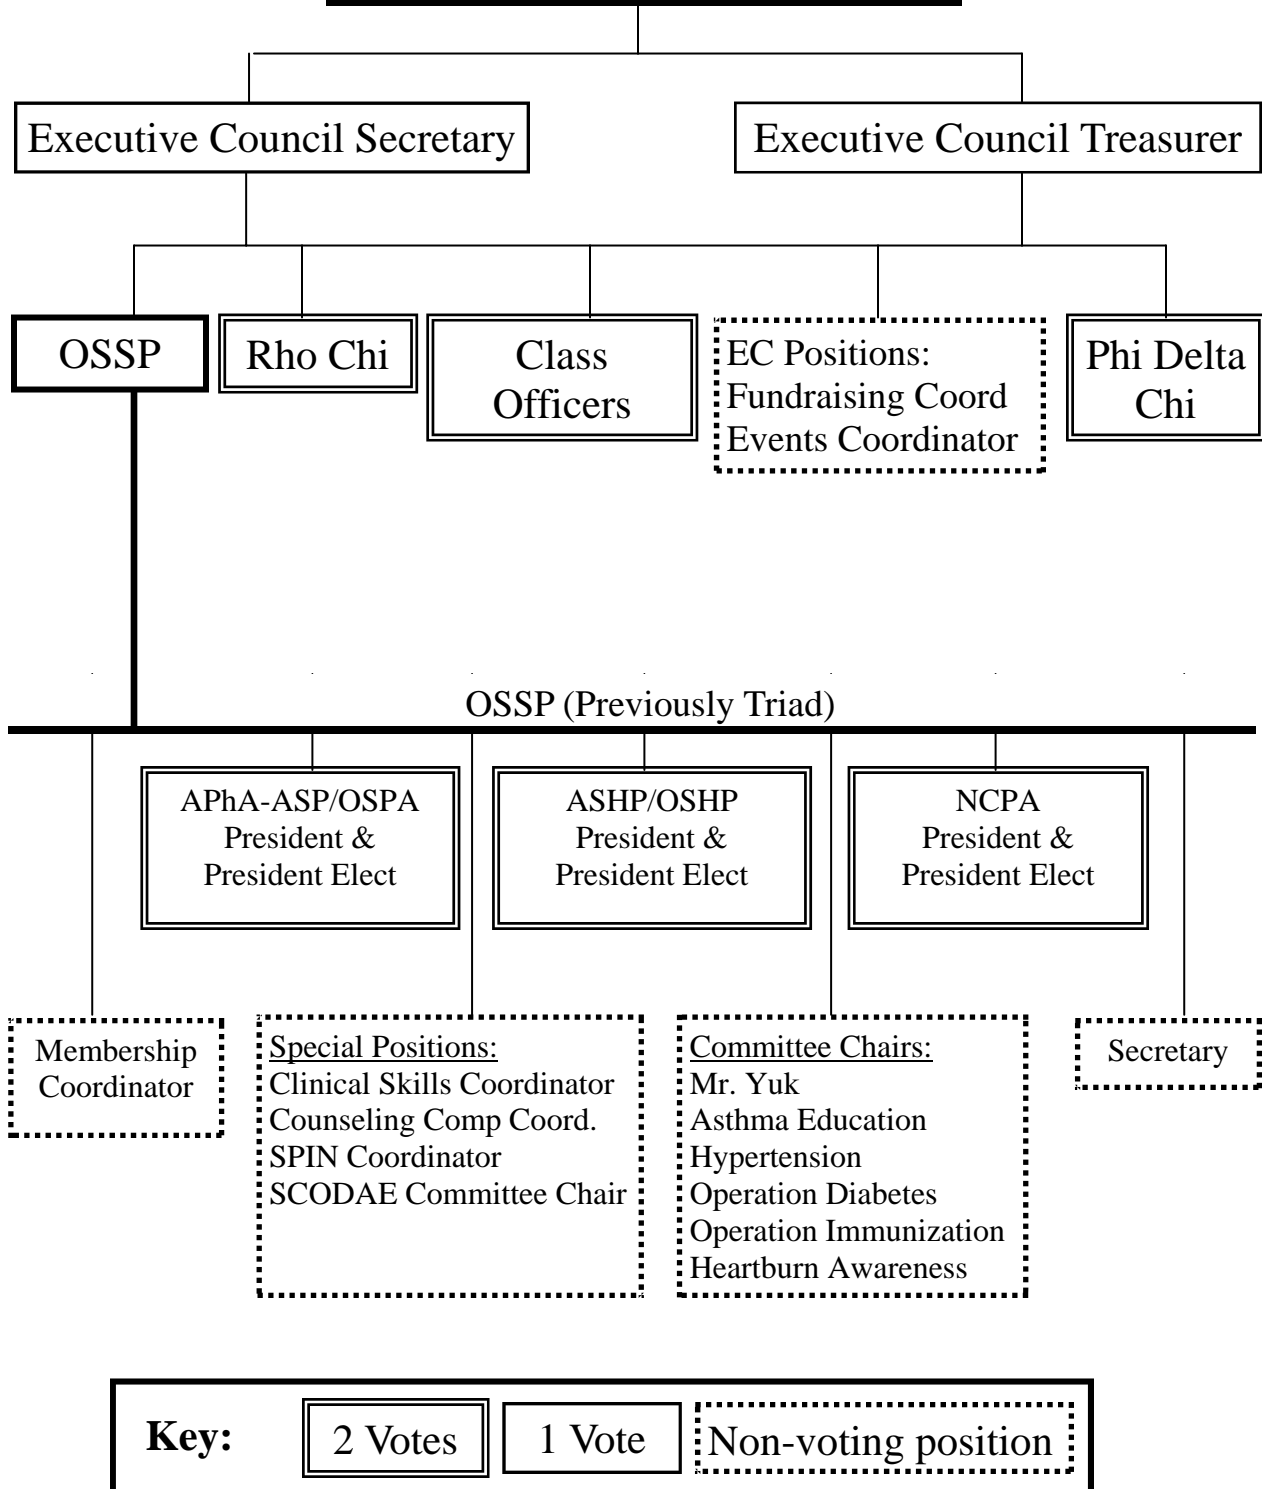 Executive Council Secretary
Executive Council Treasurer
OSSP
Rho Chi
Class
Officers
EC Positions:
Fundraising Coord
Events Coordinator
Phi Delta
Chi
OSSP (Previously Triad)
APhA-ASP/OSPA
President &
President Elect
ASHP/OSHP
President &
President Elect
NCPA
President &
President Elect
Membership
Coordinator
Special Positions:
Clinical Skills Coordinator
Counseling Comp Coord.
SPIN Coordinator
SCODAE Committee Chair
Committee Chairs:
Mr. Yuk
Asthma Education
Hypertension
Operation Diabetes
Operation Immunization
Heartburn Awareness
Secretary
Key:
2 Votes
1 Vote
Non-voting position